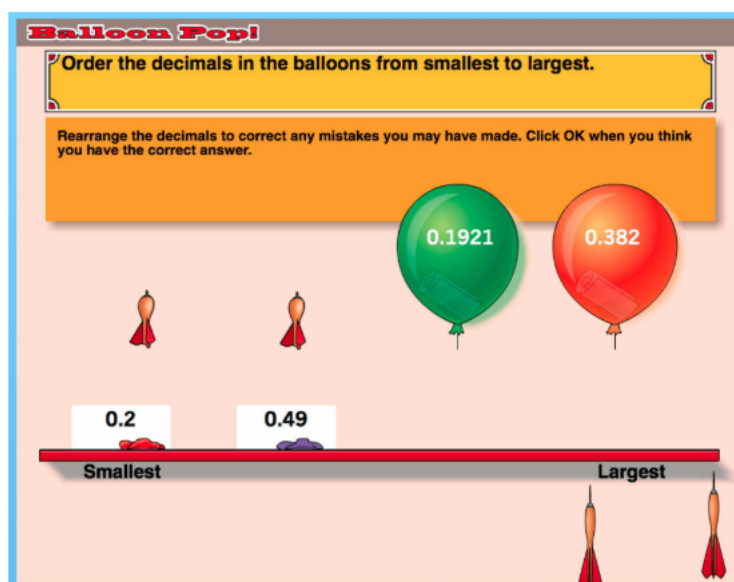 Balloon Pop!
Order the decimals in the balloons from smallest to largest.
Rearrange the decimals to correct any mistakes you may have made. Click OK when you think
you have the correct answer.
0.1921
0.382
0.2
0.49
Smallest
Largest